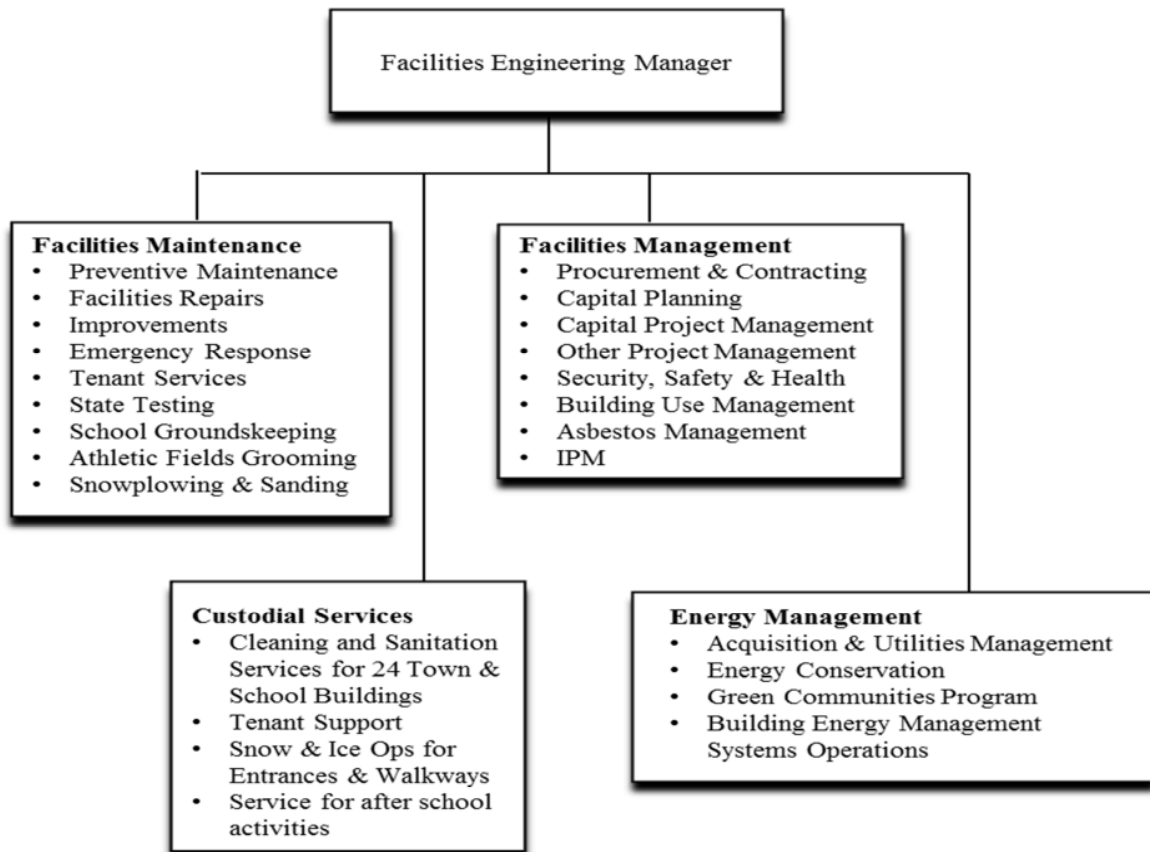 Facilities Engineering Manager
Facilities Maintenance
• Preventive Maintenance
• Facilities Repairs
• Improvements
• Emergency Response
• Tenant Services
• State Testing
• School Groundskeeping
• Athletic Fields Grooming
• Snowplowing & Sanding
Facilities Management
• Procurement & Contracting
• Capital Planning
• Capital Project Management
• Other Project Management
• Security, Safety & Health
• Building Use Management
• Asbestos Management
• IPM
Custodial Services
• Cleaning and Sanitation
Services for 24 Town &
School Buildings
• Tenant Support
• Snow & Ice Ops for
Entrances & Walkways
• Service for after school
activities
Energy Management
• Acquisition & Utilities Management
• Energy Conservation
• Green Communities Program
• Building Energy Management
Systems Operations